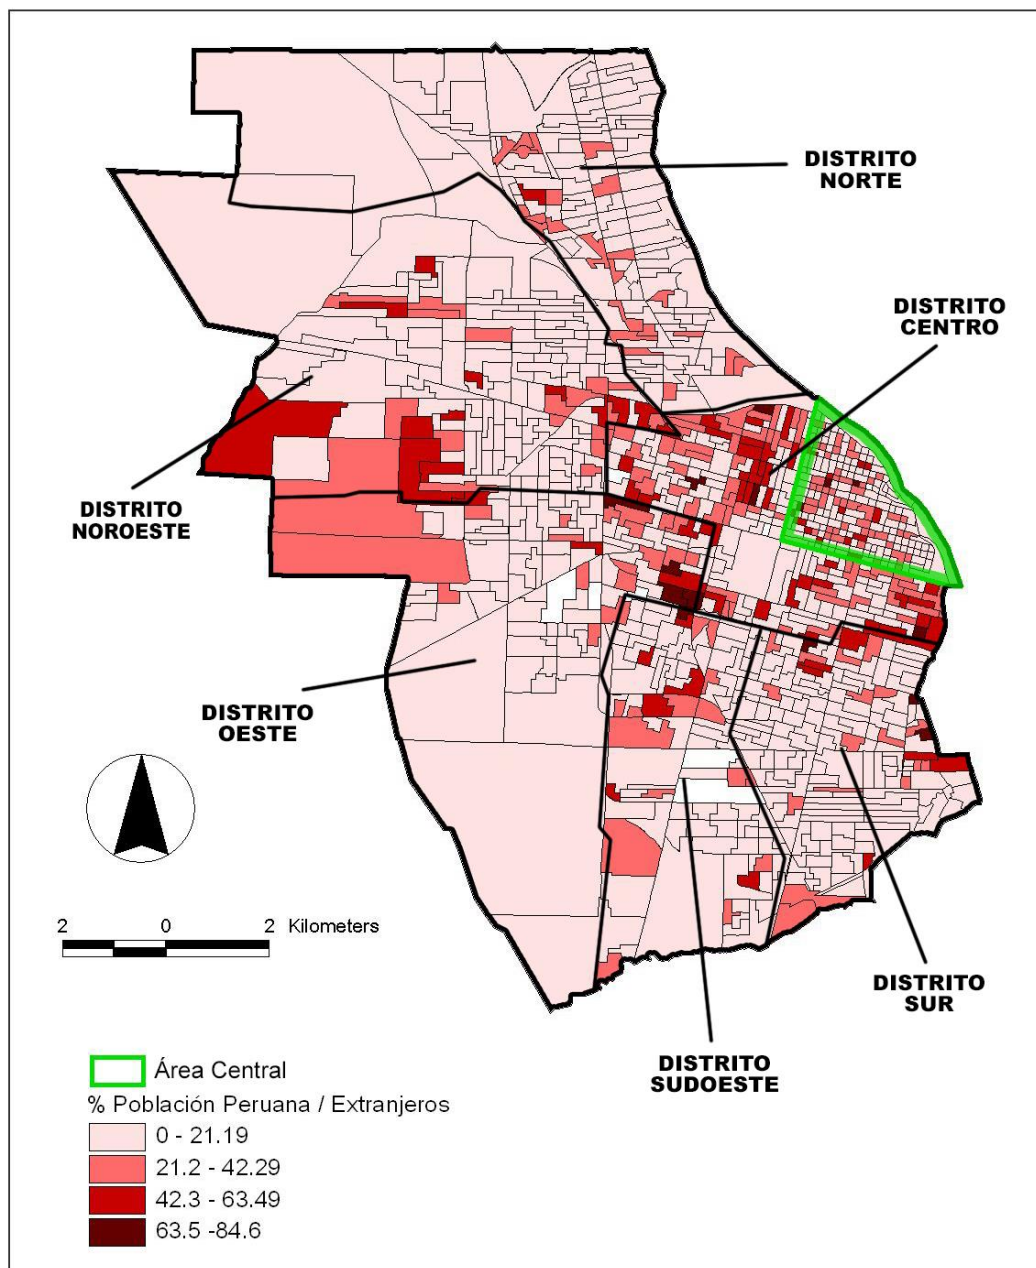 DISTRITO
NORTE
DISTRITO
CENTRO
DISTRITO
NOROESTE
DISTRITO
OESTE
2 0 2 Kilometers
DISTRITO
SUR
DISTRITO
SUDOESTE
Área Central
% Población Peruana / Extranjeros
0 - 21.19
21.2 - 42.29
42.3 - 63.49
63.5 -84.6